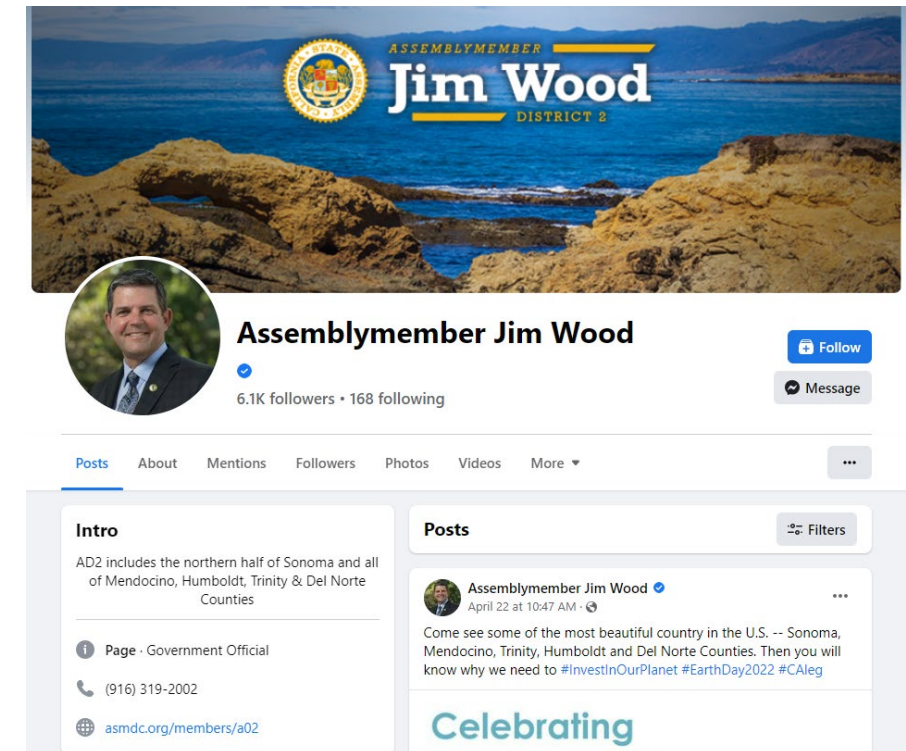 ASSEMBLYMEMBER
Jim Wood
DISTRICT 2
CALIFORNIA STATE ASSEMBLY
Assemblymember Jim Wood
6.1K followers • 168 following
Follow
Message
Posts About Mentions Followers Photos Videos More
Intro
AD2 includes the northern half of Sonoma and all
of Mendocino, Humboldt, Trinity & Del Norte
Counties
Page · Government Official
(916) 319-2002
asmdc.org/members/a02
Posts
Filters
Assemblymember Jim Wood
April 22 at 10:47 AM ·
Come see some of the most beautiful country in the U.S. -- Sonoma,
Mendocino, Trinity, Humboldt and Del Norte Counties. Then you will
know why we need to #InvestInOurPlanet #EarthDay2022 #CAleg
Celebrating